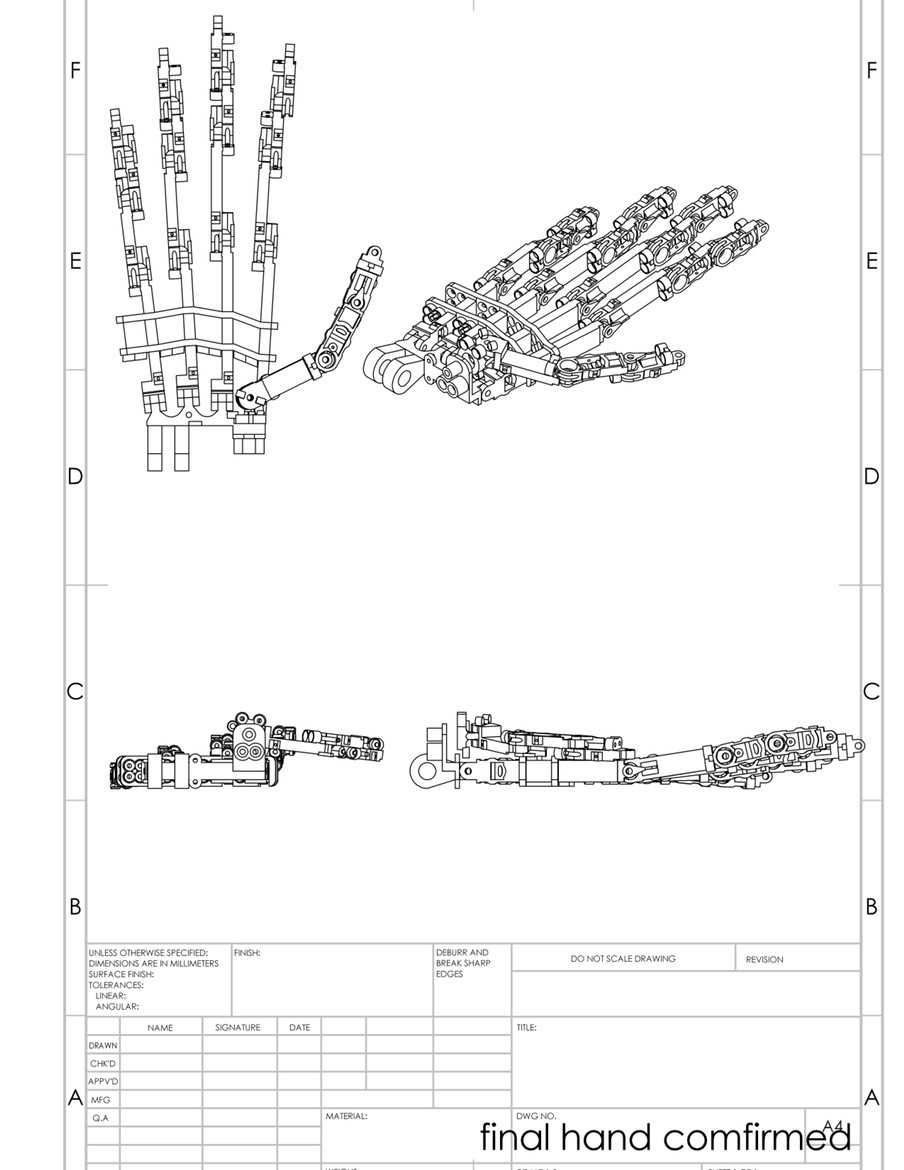 F
F
E
E
D
D
C
C
B
B
UNLESS OTHERWISE SPECIFIED:
DIMENSIONS ARE IN MILLIMETERS
SURFACE FINISH:
TOLERANCES:
LINEAR:
ANGULAR:
FINISH:
DEBURR AND
BREAK SHARP
EDGES
DO NOT SCALE DRAWING
REVISION
NAME
SIGNATURE
DATE
TITLE:
DRAWN
CHK'D
APPV'D
MFG
Q.A
A
A
MATERIAL:
DWG NO.
A4
final hand comfirmed